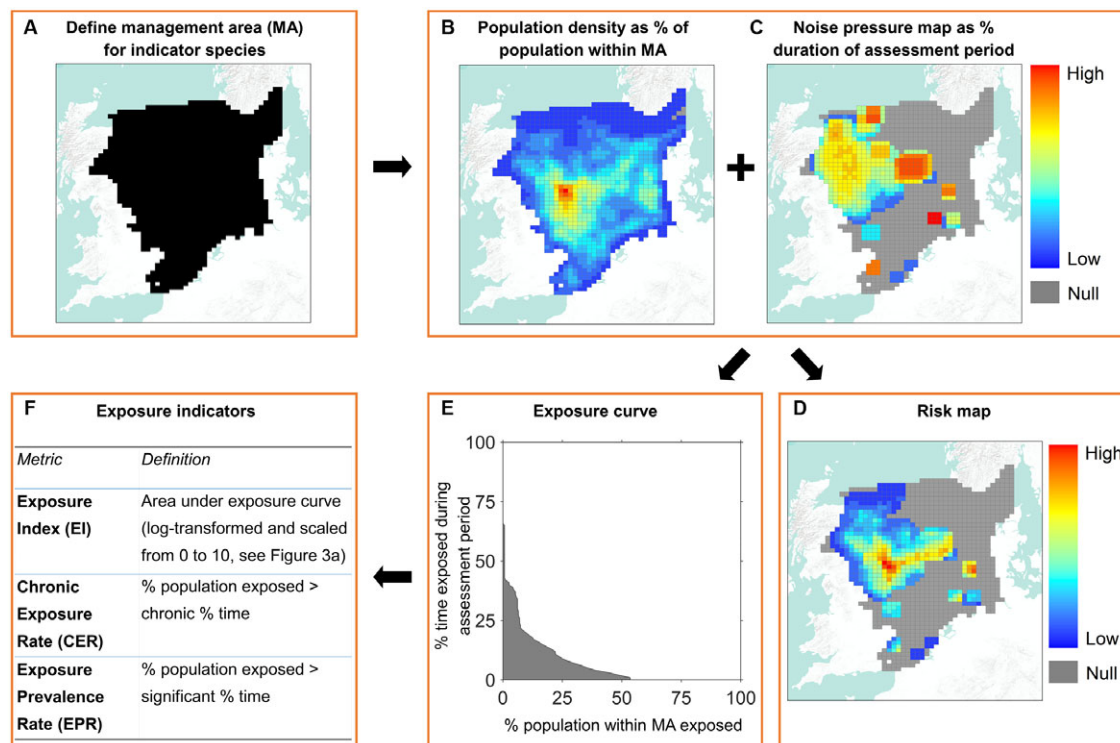 A Define management area (MA)
for indicator species
B Population density as % of
population within MA
C Noise pressure map as %
duration of assessment period
High
Low
Null
F Exposure indicators
Metric Definition
Exposure Area under exposure curve
Index (EI) (log-transformed and scaled
from 0 to 10, see Figure 3a)
Chronic % population exposed >
Exposure chronic % time
Rate (CER)
Exposure % population exposed >
Prevalence significant % time
Rate (EPR)
E Exposure curve
% time exposed during
assessment period
100
75
50
25
0
0 25 50 75 100
% population within MA exposed
D Risk map
High
Low
Null